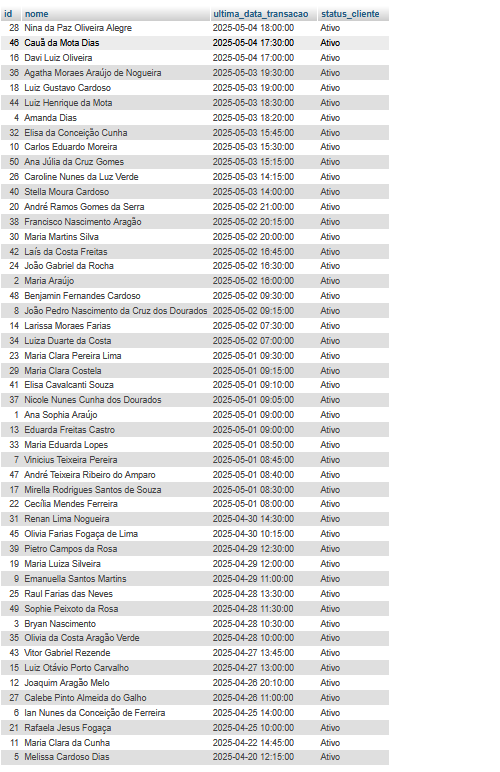 id nome ultima_data_transacao status_cliente
28 Nina da Paz Oliveira Alegre 2025-05-04 18:00:00 Ativo
46 Cauã da Mota Dias 2025-05-04 17:30:00 Ativo
16 Davi Luiz Oliveira 2025-05-04 17:00:00 Ativo
36 Agatha Moraes Araújo de Nogueira 2025-05-03 19:30:00 Ativo
18 Luiz Gustavo Cardoso 2025-05-03 19:00:00 Ativo
44 Luiz Henrique da Mota 2025-05-03 18:30:00 Ativo
4 Amanda Dias 2025-05-03 18:20:00 Ativo
32 Elisa da Conceição Cunha 2025-05-03 15:45:00 Ativo
10 Carlos Eduardo Moreira 2025-05-03 15:30:00 Ativo
50 Ana Júlia da Cruz Gomes 2025-05-03 15:15:00 Ativo
26 Caroline Nunes da Luz Verde 2025-05-03 14:15:00 Ativo
40 Stella Moura Cardoso 2025-05-03 14:00:00 Ativo
20 André Ramos Gomes da Serra 2025-05-02 21:00:00 Ativo
38 Francisco Nascimento Aragão 2025-05-02 20:15:00 Ativo
30 Maria Martins Silva 2025-05-02 20:00:00 Ativo
42 Laís da Costa Freitas 2025-05-02 16:45:00 Ativo
24 João Gabriel da Rocha 2025-05-02 16:30:00 Ativo
2 Maria Araújo 2025-05-02 16:00:00 Ativo
48 Benjamin Fernandes Cardoso 2025-05-02 09:30:00 Ativo
8 João Pedro Nascimento da Cruz dos Dourados 2025-05-02 09:15:00 Ativo
14 Larissa Moraes Farias 2025-05-02 07:30:00 Ativo
34 Luiza Duarte da Costa 2025-05-02 07:00:00 Ativo
23 Maria Clara Pereira Lima 2025-05-01 09:30:00 Ativo
29 Maria Clara Costela 2025-05-01 09:15:00 Ativo
41 Elisa Cavalcanti Souza 2025-05-01 09:10:00 Ativo
37 Nicole Nunes Cunha dos Dourados 2025-05-01 09:05:00 Ativo
1 Ana Sophia Araújo 2025-05-01 09:00:00 Ativo
13 Eduarda Freitas Castro 2025-05-01 09:00:00 Ativo
33 Maria Eduarda Lopes 2025-05-01 08:50:00 Ativo
7 Vinicius Teixeira Pereira 2025-05-01 08:45:00 Ativo
47 André Teixeira Ribeiro do Amparo 2025-05-01 08:40:00 Ativo
17 Mirella Rodrigues Santos de Souza 2025-05-01 08:30:00 Ativo
22 Cecília Mendes Ferreira 2025-05-01 08:00:00 Ativo
31 Renan Lima Nogueira 2025-04-30 14:30:00 Ativo
45 Olivia Farias Fogaça de Lima 2025-04-30 10:15:00 Ativo
39 Pietro Campos da Rosa 2025-04-29 12:30:00 Ativo
19 Maria Luiza Silveira 2025-04-29 12:00:00 Ativo
9 Emanuella Santos Martins 2025-04-29 11:00:00 Ativo
25 Raul Farias das Neves 2025-04-28 13:30:00 Ativo
49 Sophie Peixoto da Rosa 2025-04-28 11:30:00 Ativo
3 Bryan Nascimento 2025-04-28 10:30:00 Ativo
35 Olivia da Costa Aragão Verde 2025-04-28 10:00:00 Ativo
43 Vitor Gabriel Rezende 2025-04-27 13:45:00 Ativo
15 Luiz Otávio Porto Carvalho 2025-04-27 13:00:00 Ativo
12 Joaquim Aragão Melo 2025-04-26 20:10:00 Ativo
27 Calebe Pinto Almeida do Galho 2025-04-26 11:00:00 Ativo
6 Ian Nunes da Conceição de Ferreira 2025-04-25 14:00:00 Ativo
21 Rafaela Jesus Fogaça 2025-04-25 10:00:00 Ativo
11 Maria Clara da Cunha 2025-04-22 14:45:00 Ativo
5 Melissa Cardoso Dias 2025-04-20 12:15:00 Ativo